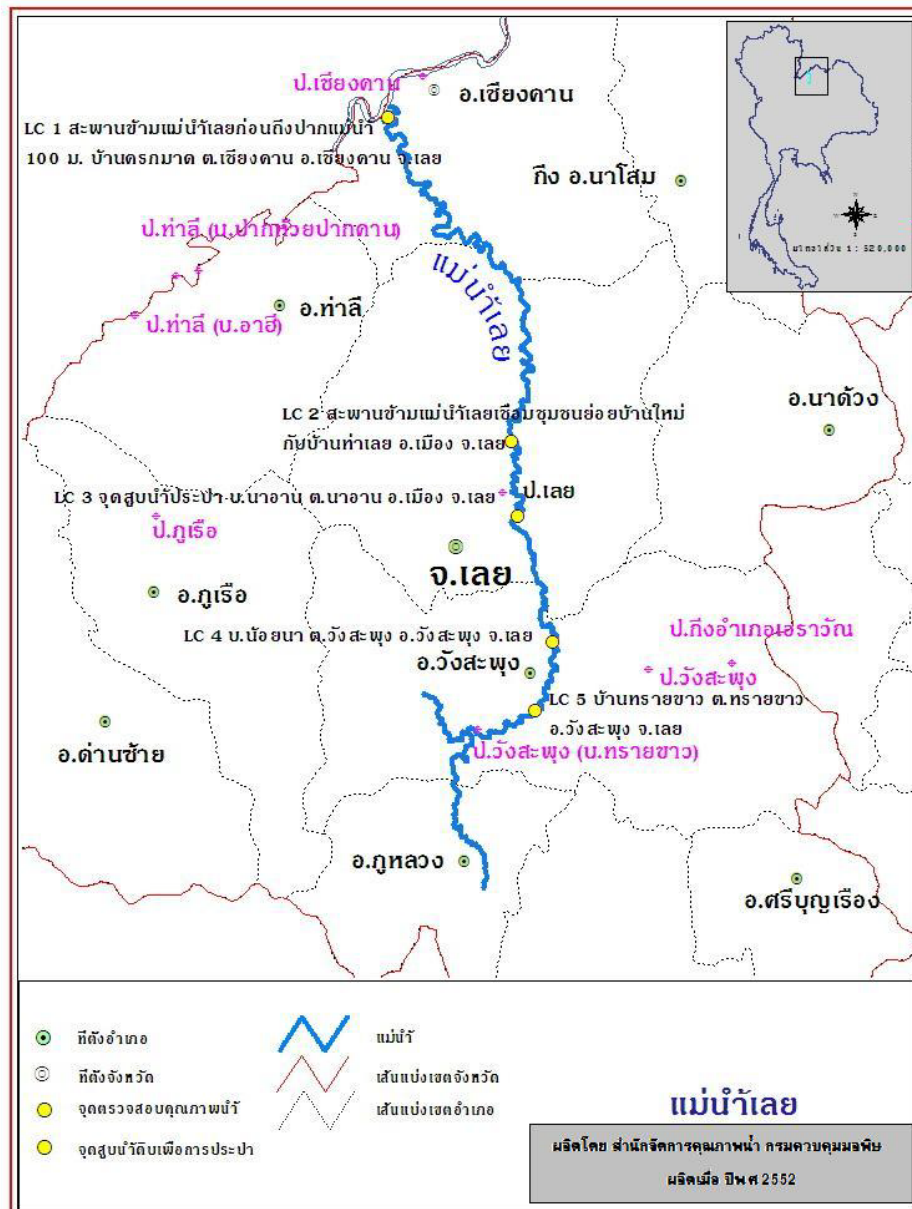 ป.เชียงคาน
อ.เชียงคาน
LC 1 สะพานข้ามแม่น้ำเลยก่อนถึงปากแม่น้ำ
100 ม. บ้านคกมาด ต.เชียงคาน อ.เชียงคาน จ.เลย
กิ่ง อ.นาโสม
มาตราส่วน 1 : 520,000
ป.ท่าลี่ (บ.ปากห้วยปากคาน)
แม่น้ำเลย
อ.ท่าลี่
ป.ท่าลี่ (บ.อาฮี)
LC 2 สะพานข้ามแม่น้ำเลยเชื่อมชุมชนย่อยบ้านใหม่
กับบ้านท่าเลย อ.เมือง จ.เลย
อ.นาด้วง
LC 3 จุดสูบน้ำประปา บ.นาอาน ต.นาอาน อ.เมือง จ.เลย
ป.เลย
ป.ภูเรือ
จ.เลย
อ.ภูเรือ
ป.กิ่งอำเภอเอราวัณ
LC 4 บ.น้อยนา ต.วังสะพุง อ.วังสะพุง จ.เลย
อ.วังสะพุง
ป.วังสะพุง
LC 5 บ้านทรายขาว ต.ทรายขาว
อ.วังสะพุง จ.เลย
อ.ด่านซ้าย
ป.วังสะพุง (บ.ทรายขาว)
อ.ภูหลวง
อ.ศรีบุญเรือง
ที่ตั้งอำเภอ
แม่น้ำ
ที่ตั้งจังหวัด
เส้นแบ่งเขตจังหวัด
จุดตรวจสอบคุณภาพน้ำ
เส้นแบ่งเขตอำเภอ
จุดสูบน้ำดิบเพื่อการประปา
แม่น้ำเลย
ผลิตโดย สำนักจัดการคุณภาพน้ำ กรมควบคุมมลพิษ
ผลิตเมื่อ ปีพ.ศ 2552